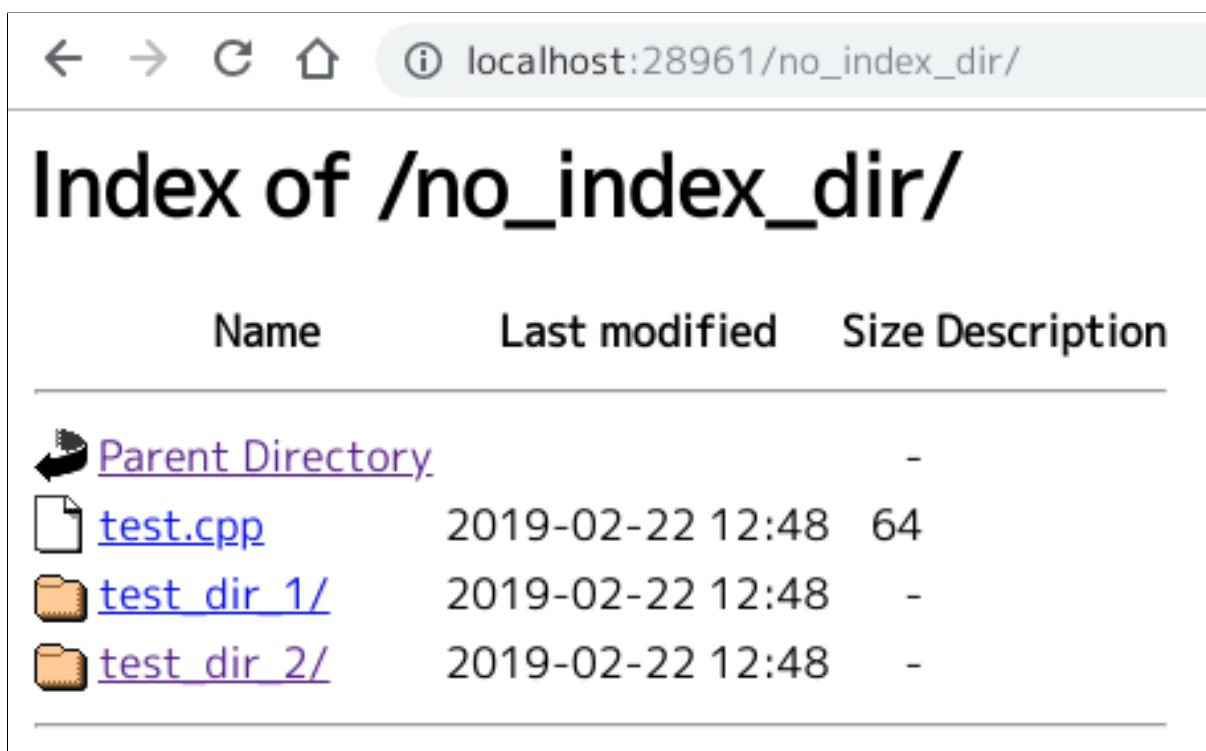 localhost:28961/no_index_dir/
Index of /no_index_dir/
Name Last modified Size Description
Parent Directory -
test.cpp 2019-02-22 12:48 64
test_dir_1/ 2019-02-22 12:48 -
test_dir_2/ 2019-02-22 12:48 -